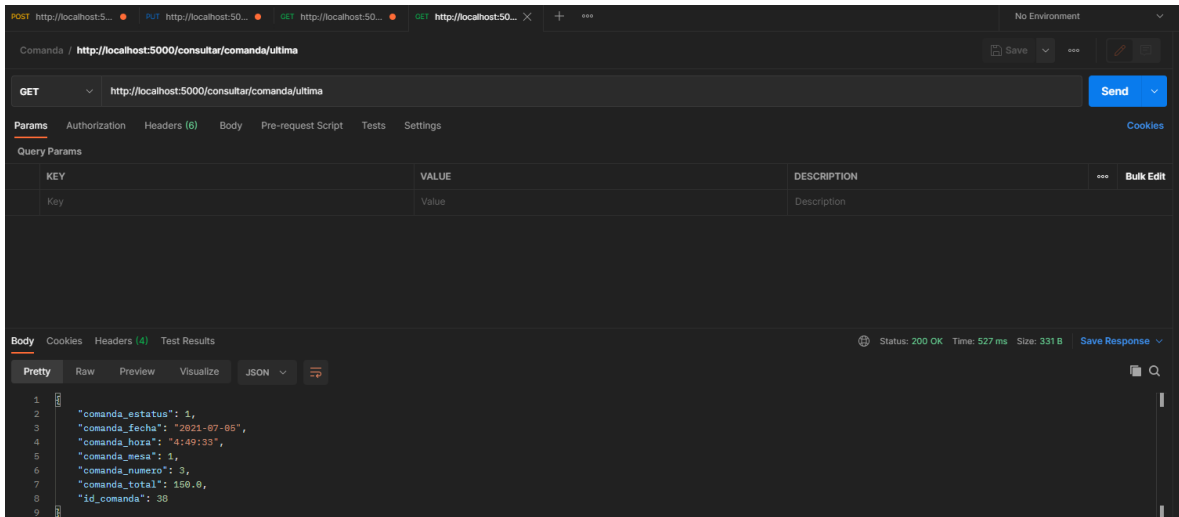 POST http://localhost:5... PUT http://localhost:50... GET http://localhost:50... GET http://localhost:50... No Environment
Comanda / http://localhost:5000/consultar/comanda/ultima Save
GET http://localhost:5000/consultar/comanda/ultima Send
Params Authorization Headers (6) Body Pre-request Script Tests Settings Cookies
Query Params
KEY VALUE DESCRIPTION Bulk Edit
Key Value Description
Body Cookies Headers (4) Test Results Status: 200 OK Time: 527 ms Size: 331 B Save Response
Pretty Raw Preview Visualize JSON
1 {
2 "comanda_estatus": 1,
3 "comanda_fecha": "2021-07-05",
4 "comanda_hora": "4:49:33",
5 "comanda_mesa": 1,
6 "comanda_numero": 3,
7 "comanda_total": 150.0,
8 "id_comanda": 38
9 }